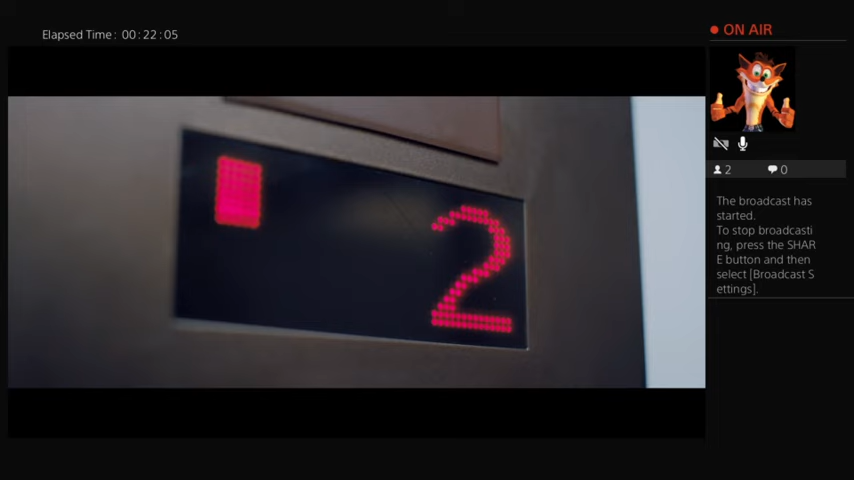 Elapsed Time: 00:22:05
ON AIR
2
0
The broadcast has
started.
To stop broadcasti
ng, press the SHAR
E button and then
select [Broadcast S
ettings].
2